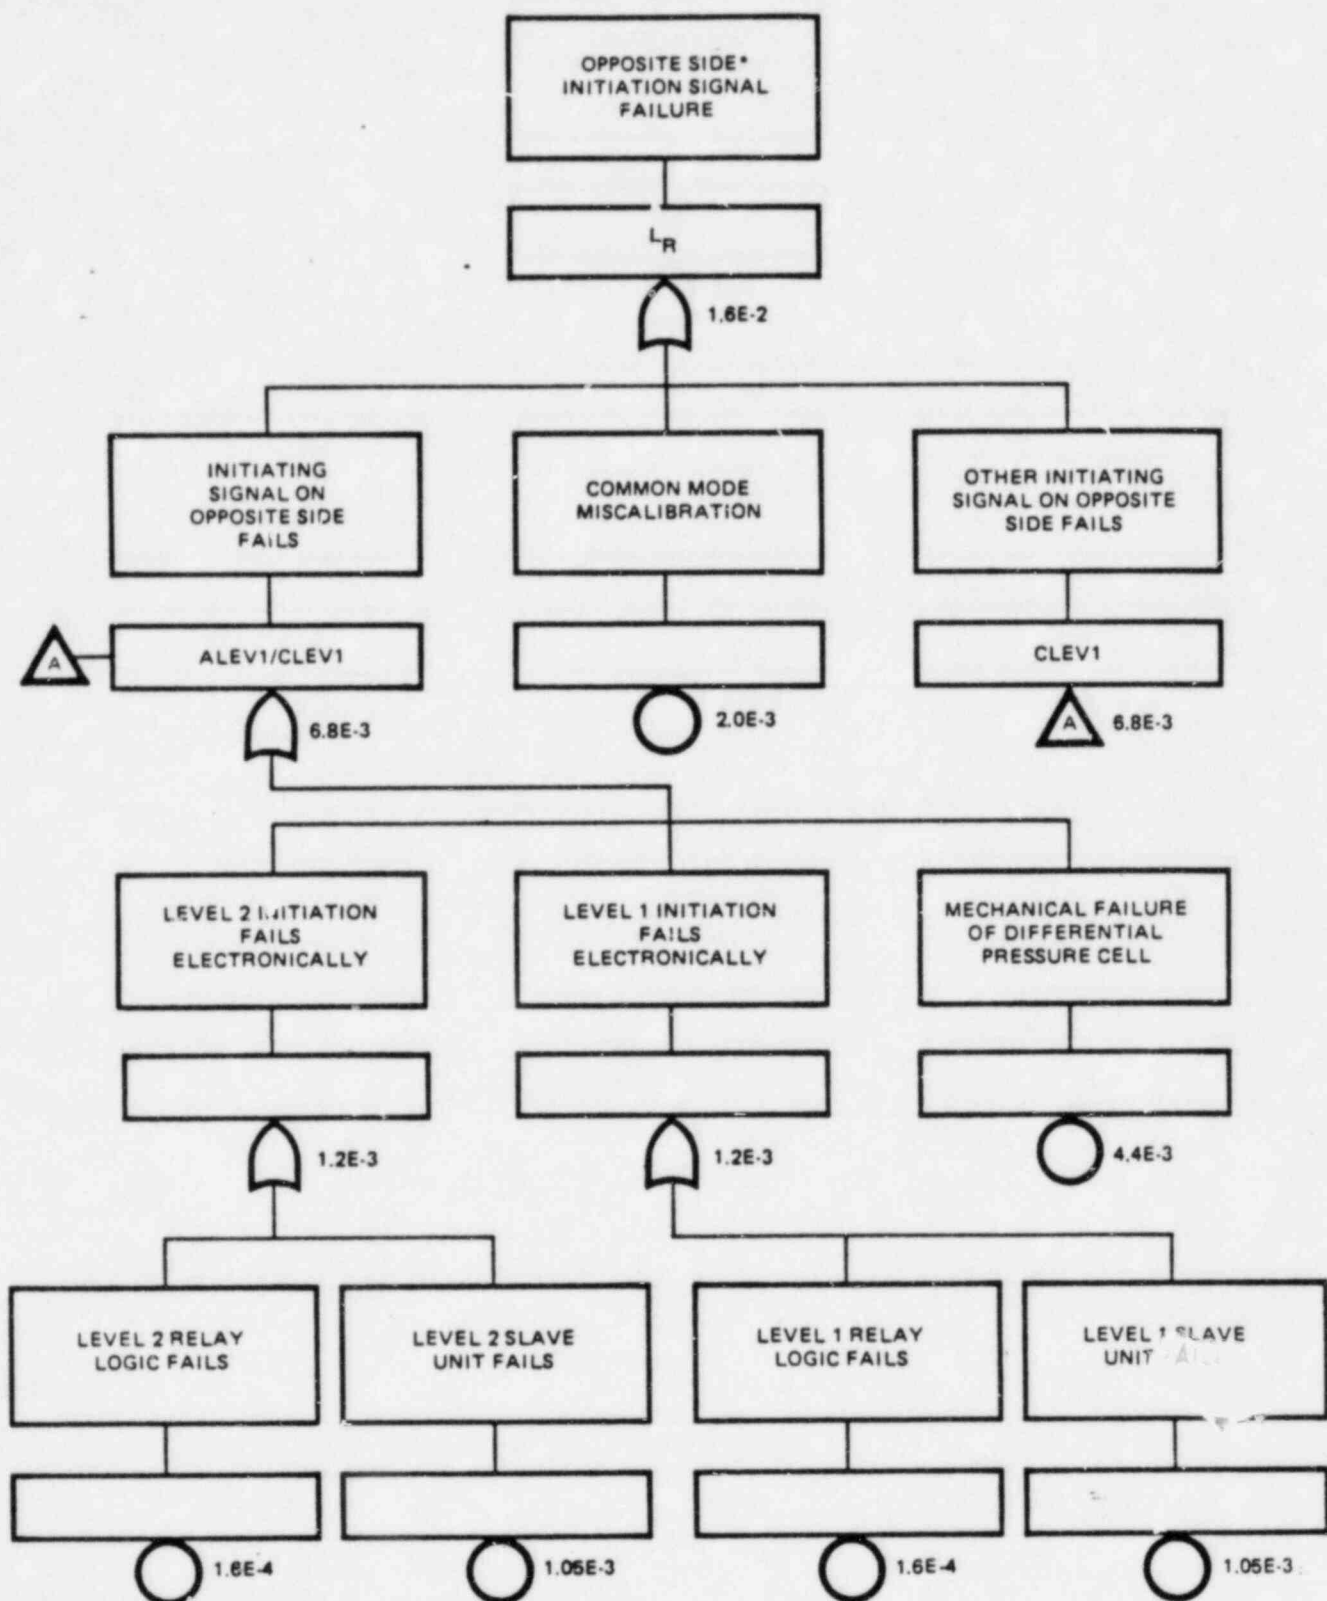 OPPOSITE SIDE*
INITIATION SIGNAL
FAILURE
LR
1.6E-2
INITIATING
SIGNAL ON
OPPOSITE SIDE
FAILS
COMMON MODE
MISCALIBRATION
OTHER INITIATING
SIGNAL ON OPPOSITE
SIDE FAILS
A
ALEV1/CLEV1
CLEV1
6.8E-3
2.0E-3
A
6.8E-3
LEVEL 2 INITIATION
FAILS
ELECTRONICALLY
LEVEL 1 INITIATION
FAILS
ELECTRONICALLY
MECHANICAL FAILURE
OF DIFFERENTIAL
PRESSURE CELL
1.2E-3
1.2E-3
4.4E-3
LEVEL 2 RELAY
LOGIC FAILS
LEVEL 2 SLAVE
UNIT FAILS
LEVEL 1 RELAY
LOGIC FAILS
LEVEL 1 SLAVE
UNIT
1.6E-4
1.05E-3
1.6E-4
1.05E-3